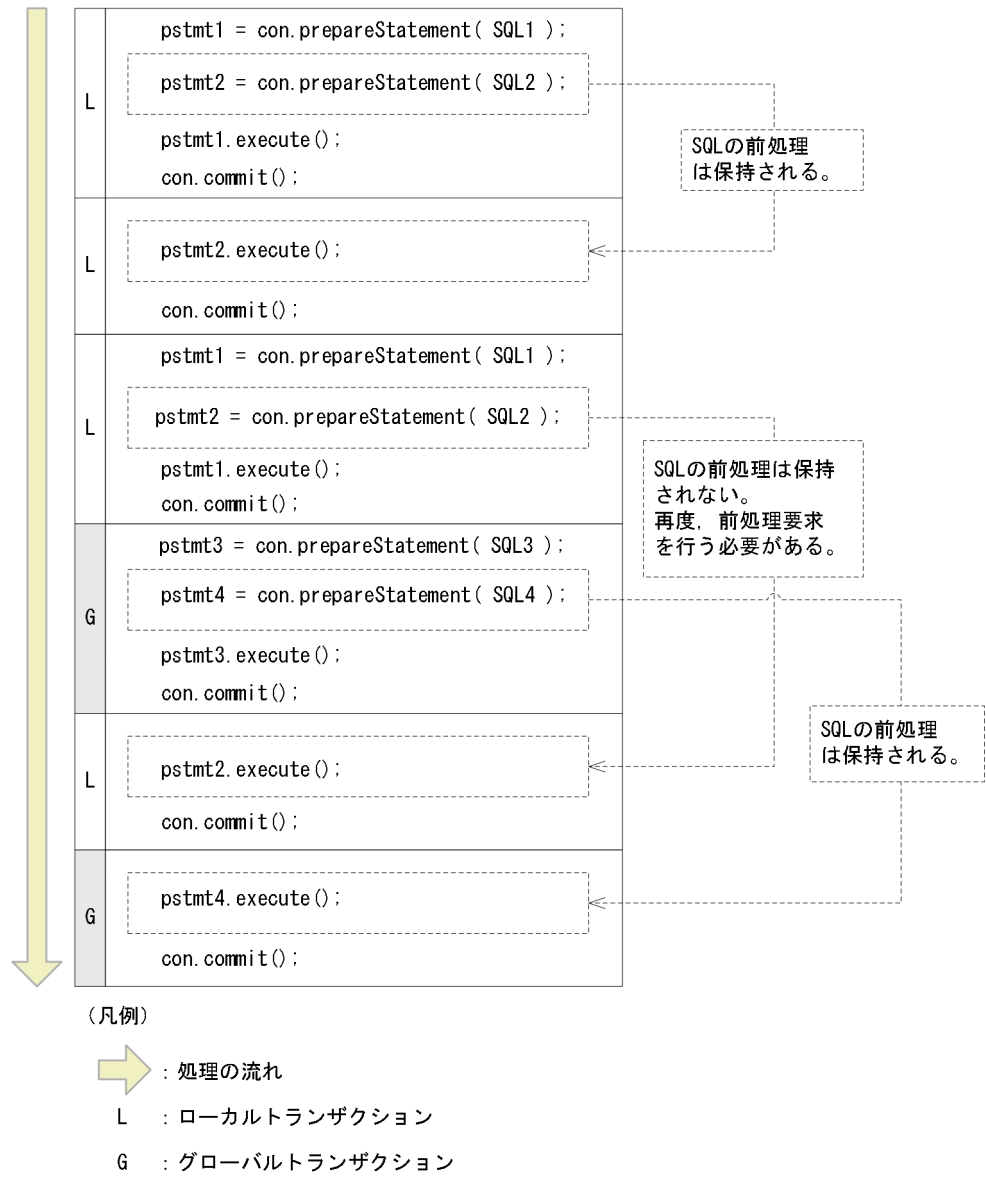 pstmt1 = con.prepareStatement( SQL1 );
pstmt2 = con.prepareStatement( SQL2 );
L
pstmt1.execute();
con.commit();
SQLの前処理
は保持される。
pstmt2.execute();
L
con.commit();
pstmt1 = con.prepareStatement( SQL1 );
pstmt2 = con.prepareStatement( SQL2 );
L
pstmt1.execute();
con.commit();
SQLの前処理は保持
されない。
再度，前処理要求
を行う必要がある。
pstmt3 = con.prepareStatement( SQL3 );
pstmt4 = con.prepareStatement( SQL4 );
G
pstmt3.execute();
con.commit();
SQLの前処理
は保持される。
pstmt2.execute();
L
con.commit();
pstmt4.execute();
G
con.commit();
（凡例）
：処理の流れ
L ：ローカルトランザクション
G ：グローバルトランザクション